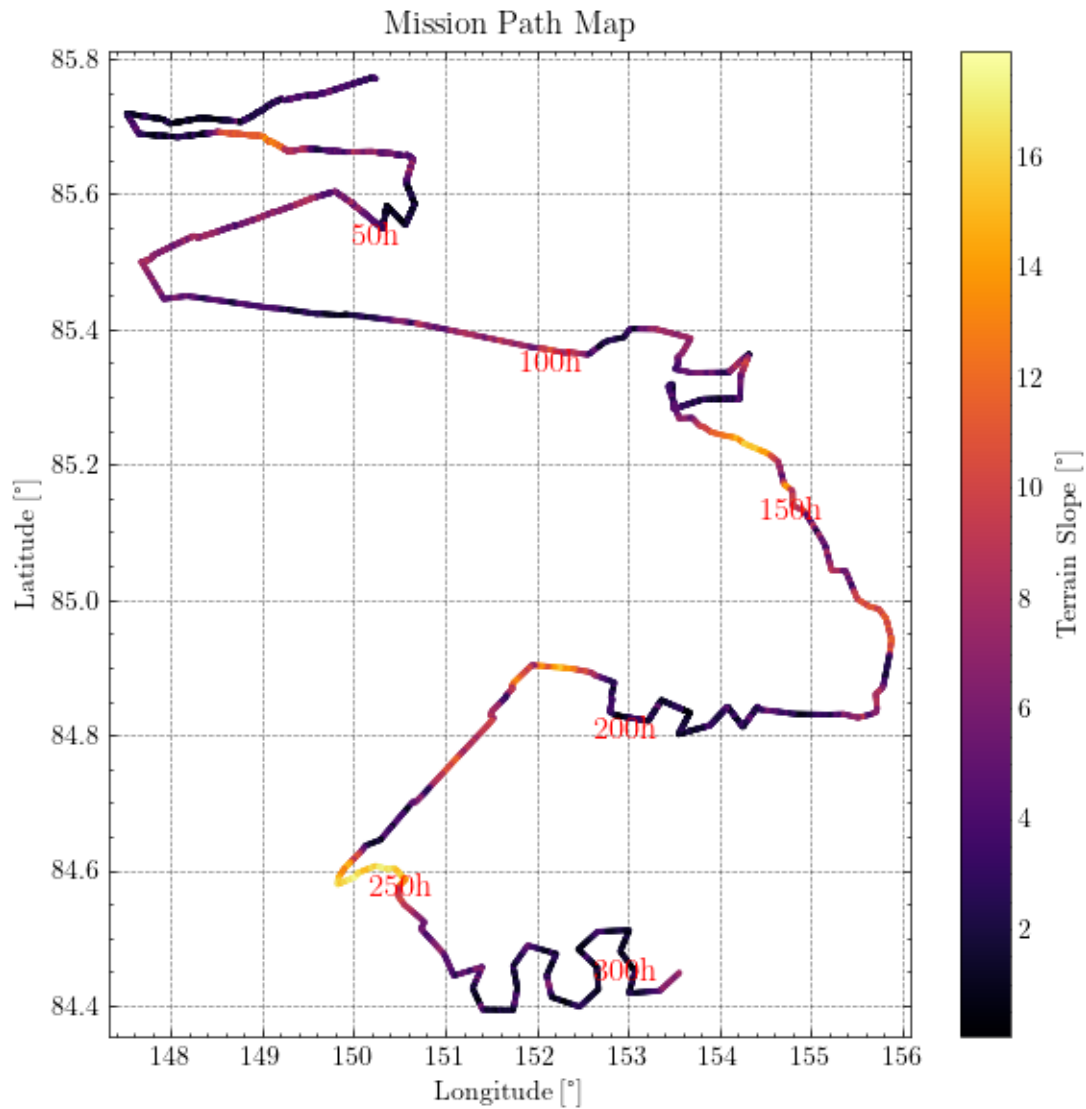 Mission Path Map
85.8
85.6
85.4
85.2
85.0
84.8
84.6
84.4
Latitude [°]
50h
100h
150h
200h
250h
300h
148 149 150 151 152 153 154 155 156
Longitude [°]
16
14
12
10
8
6
4
2
Terrain Slope [°]